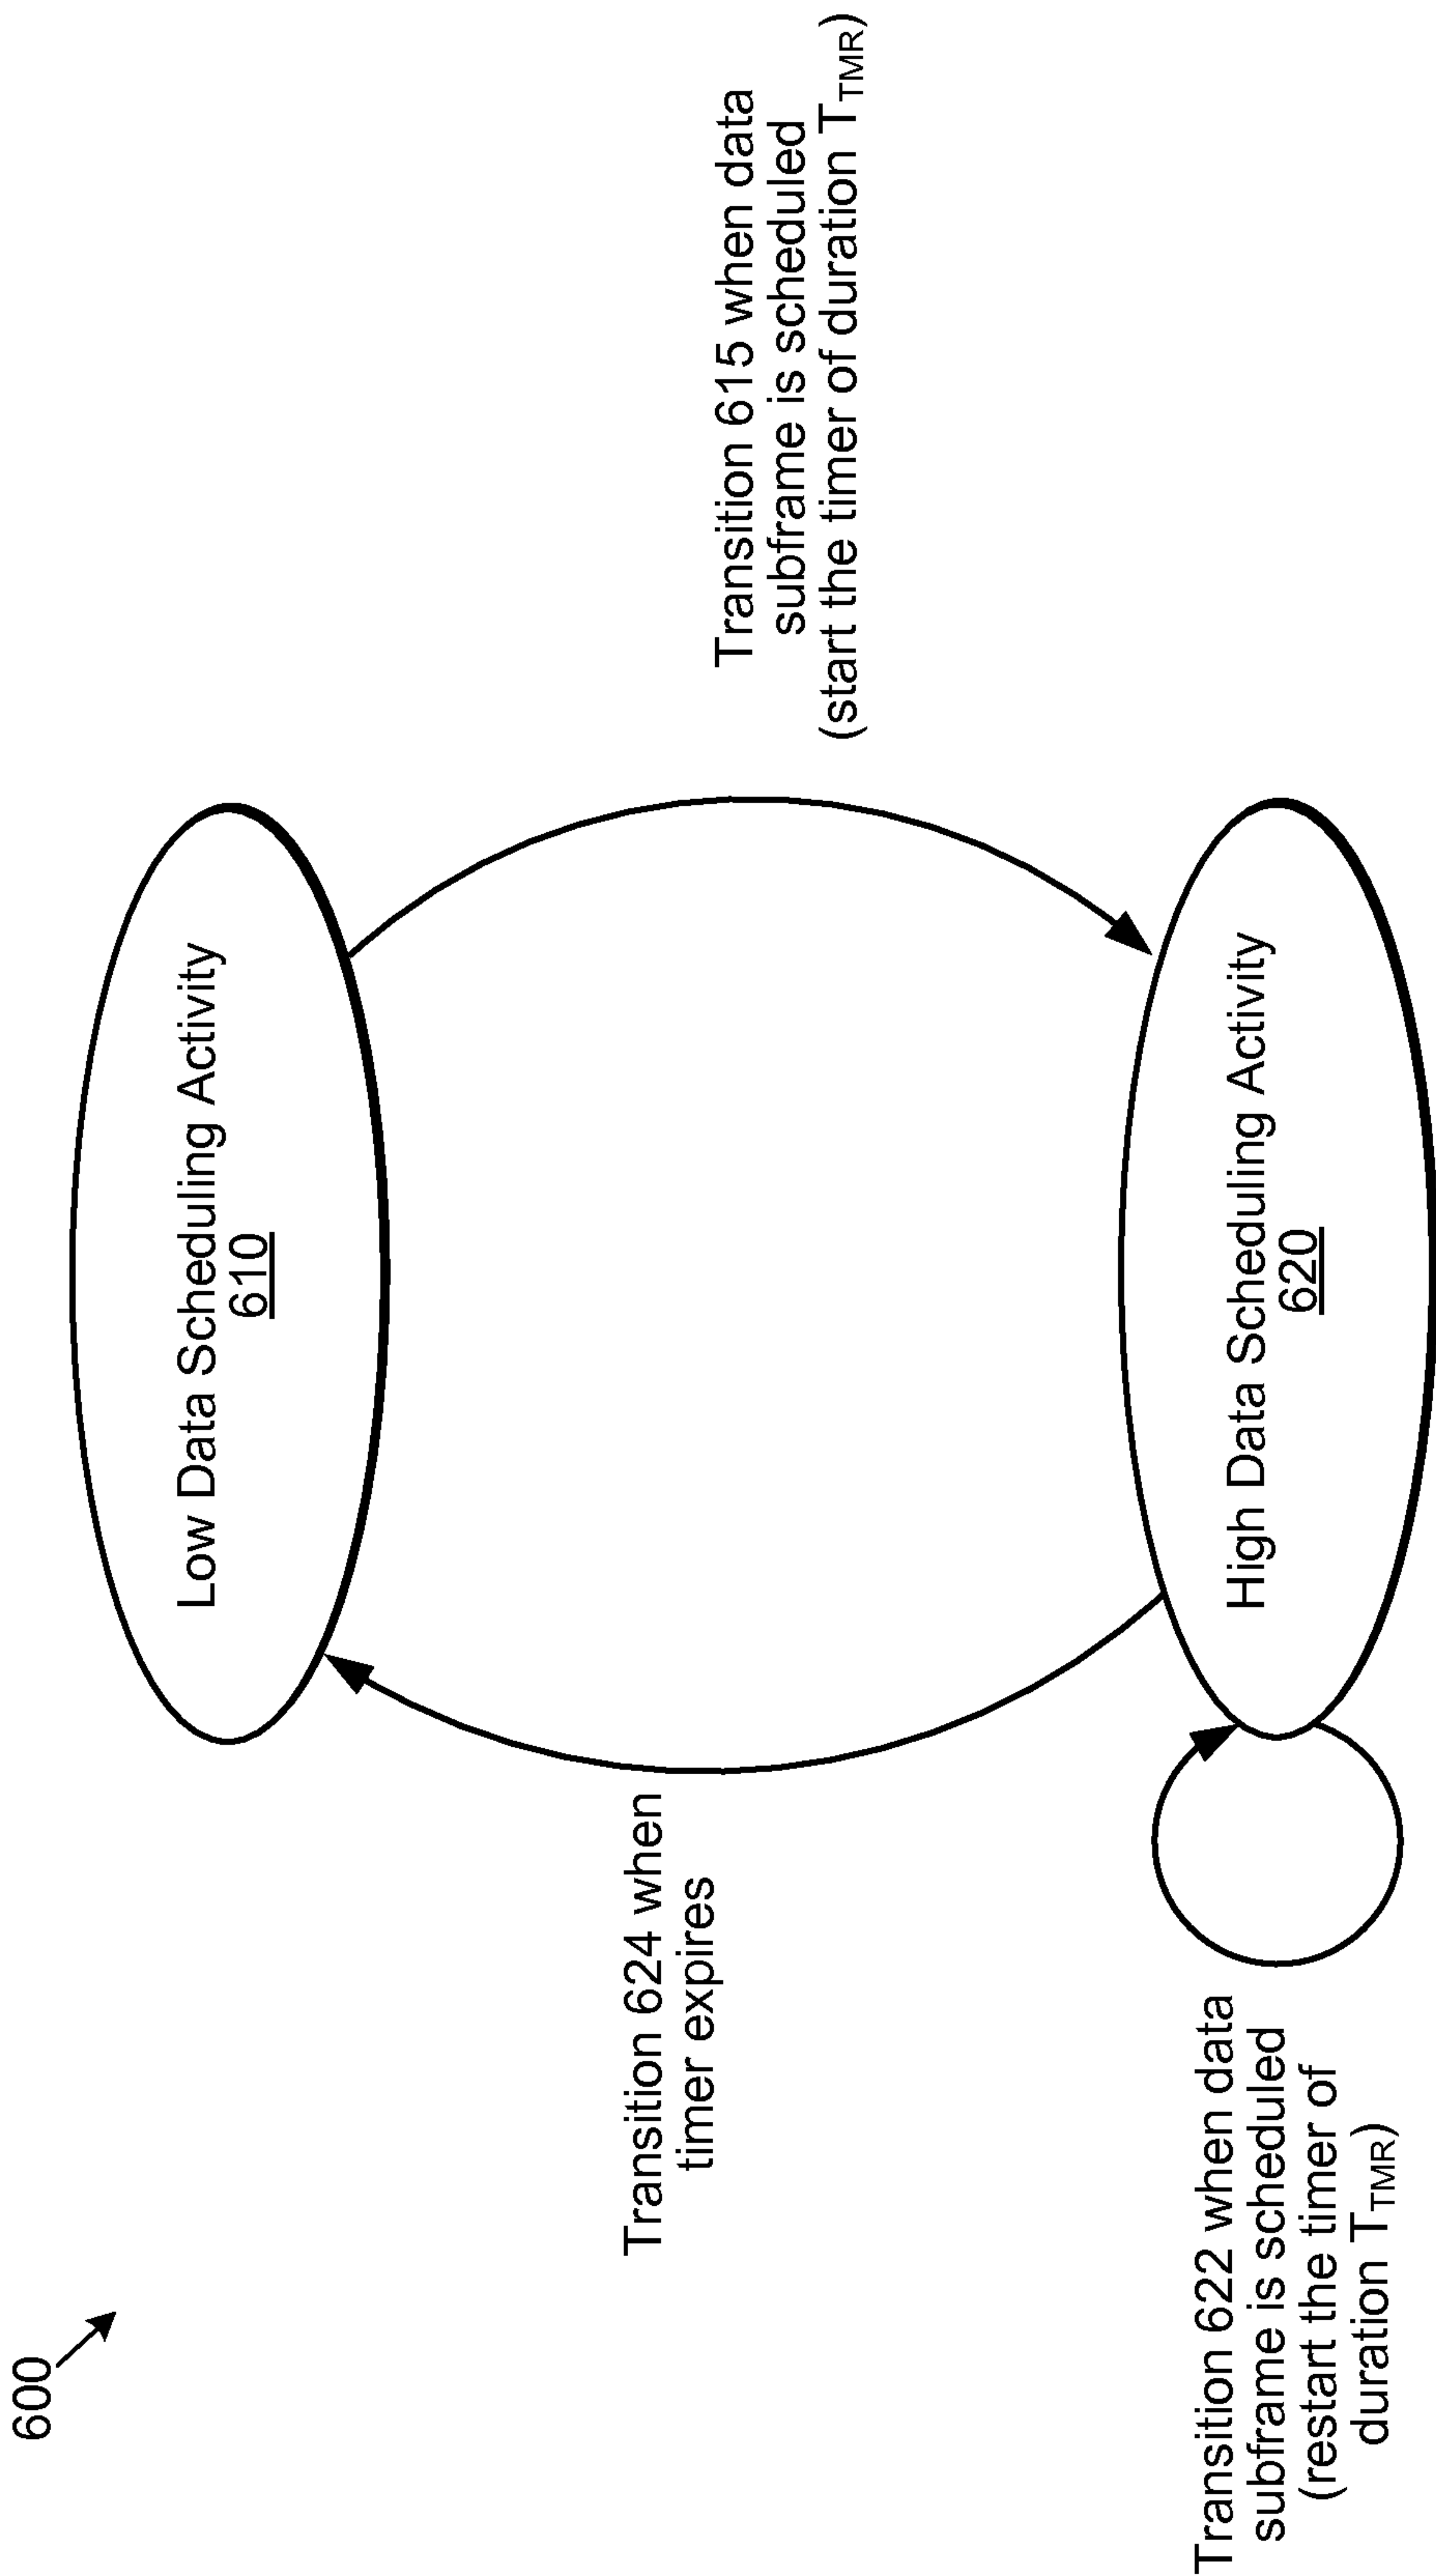 600
Low Data Scheduling Activity
610
Transition 624 when
timer expires
Transition 615 when data
subframe is scheduled
(start the timer of duration T_TMR)
Transition 622 when data
subframe is scheduled
(restart the timer of
duration T_TMR)
High Data Scheduling Activity
620